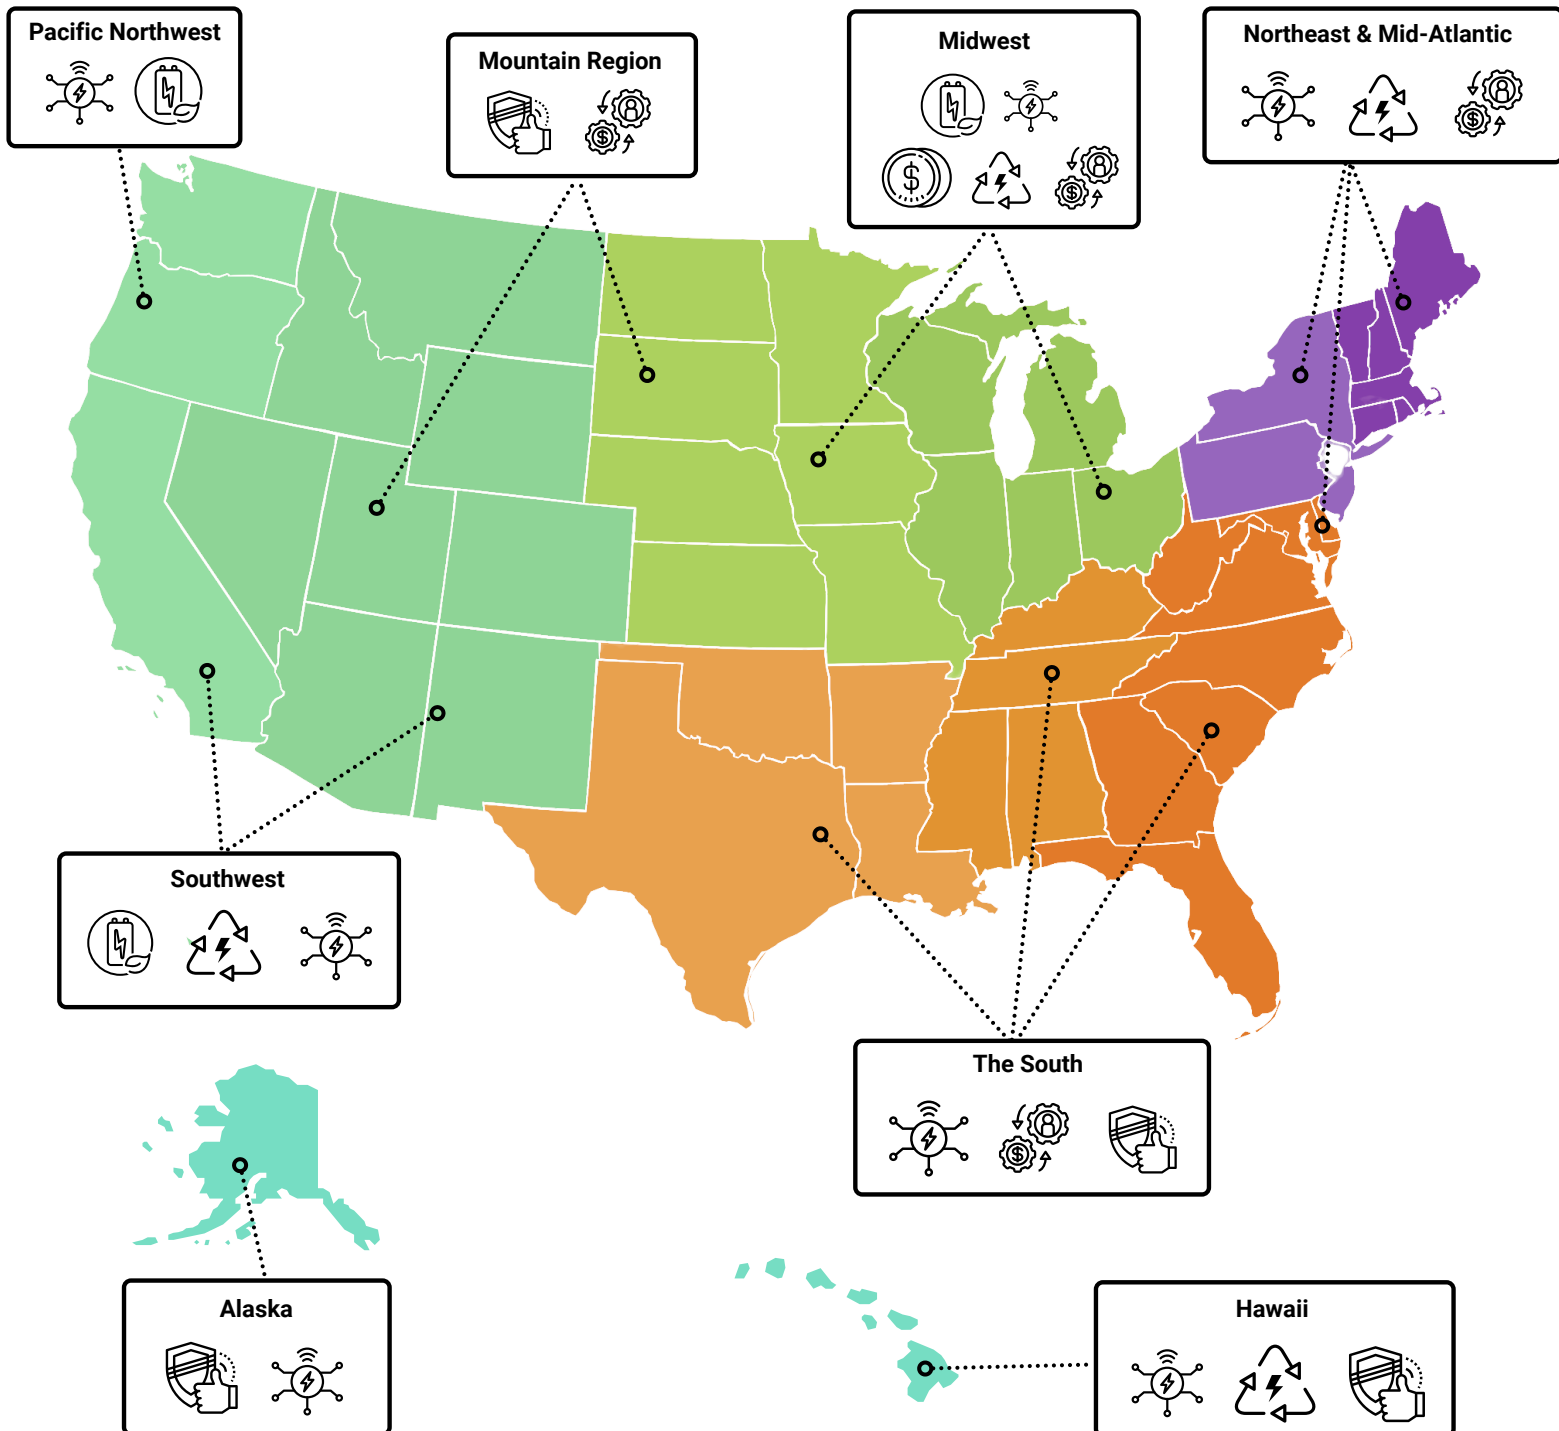 Pacific Northwest
Mountain Region
Midwest
Northeast & Mid-Atlantic
Southwest
The South
Alaska
Hawaii